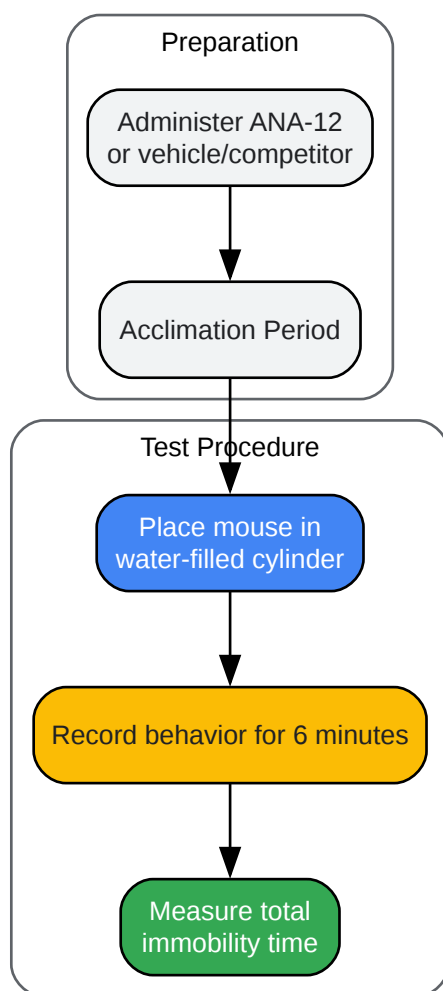 Preparation
Administer ANA-12
or vehicle/competitor
Acclimation Period
Test Procedure
Place mouse in
water-filled cylinder
Record behavior for 6 minutes
Measure total
immobility time